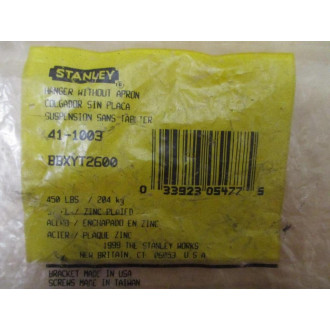 STANLEY
HANGER WITHOUT APRON
COLGADOR SIN PLACA
SUSPENSION SANS TABLIER
41-1003
BBXYT2600
0 33923 05477 5
450 LBS / 204 kg
/ ZINC PLATED
ACERO / ENCHAPADO EN ZINC
ACIER / PLAQUE ZINC
THE STANLEY WORKS
NEW BRITAIN, CT 06053 U S A
BRACKET MADE IN USA
SCREWS MADE IN TAIWAN